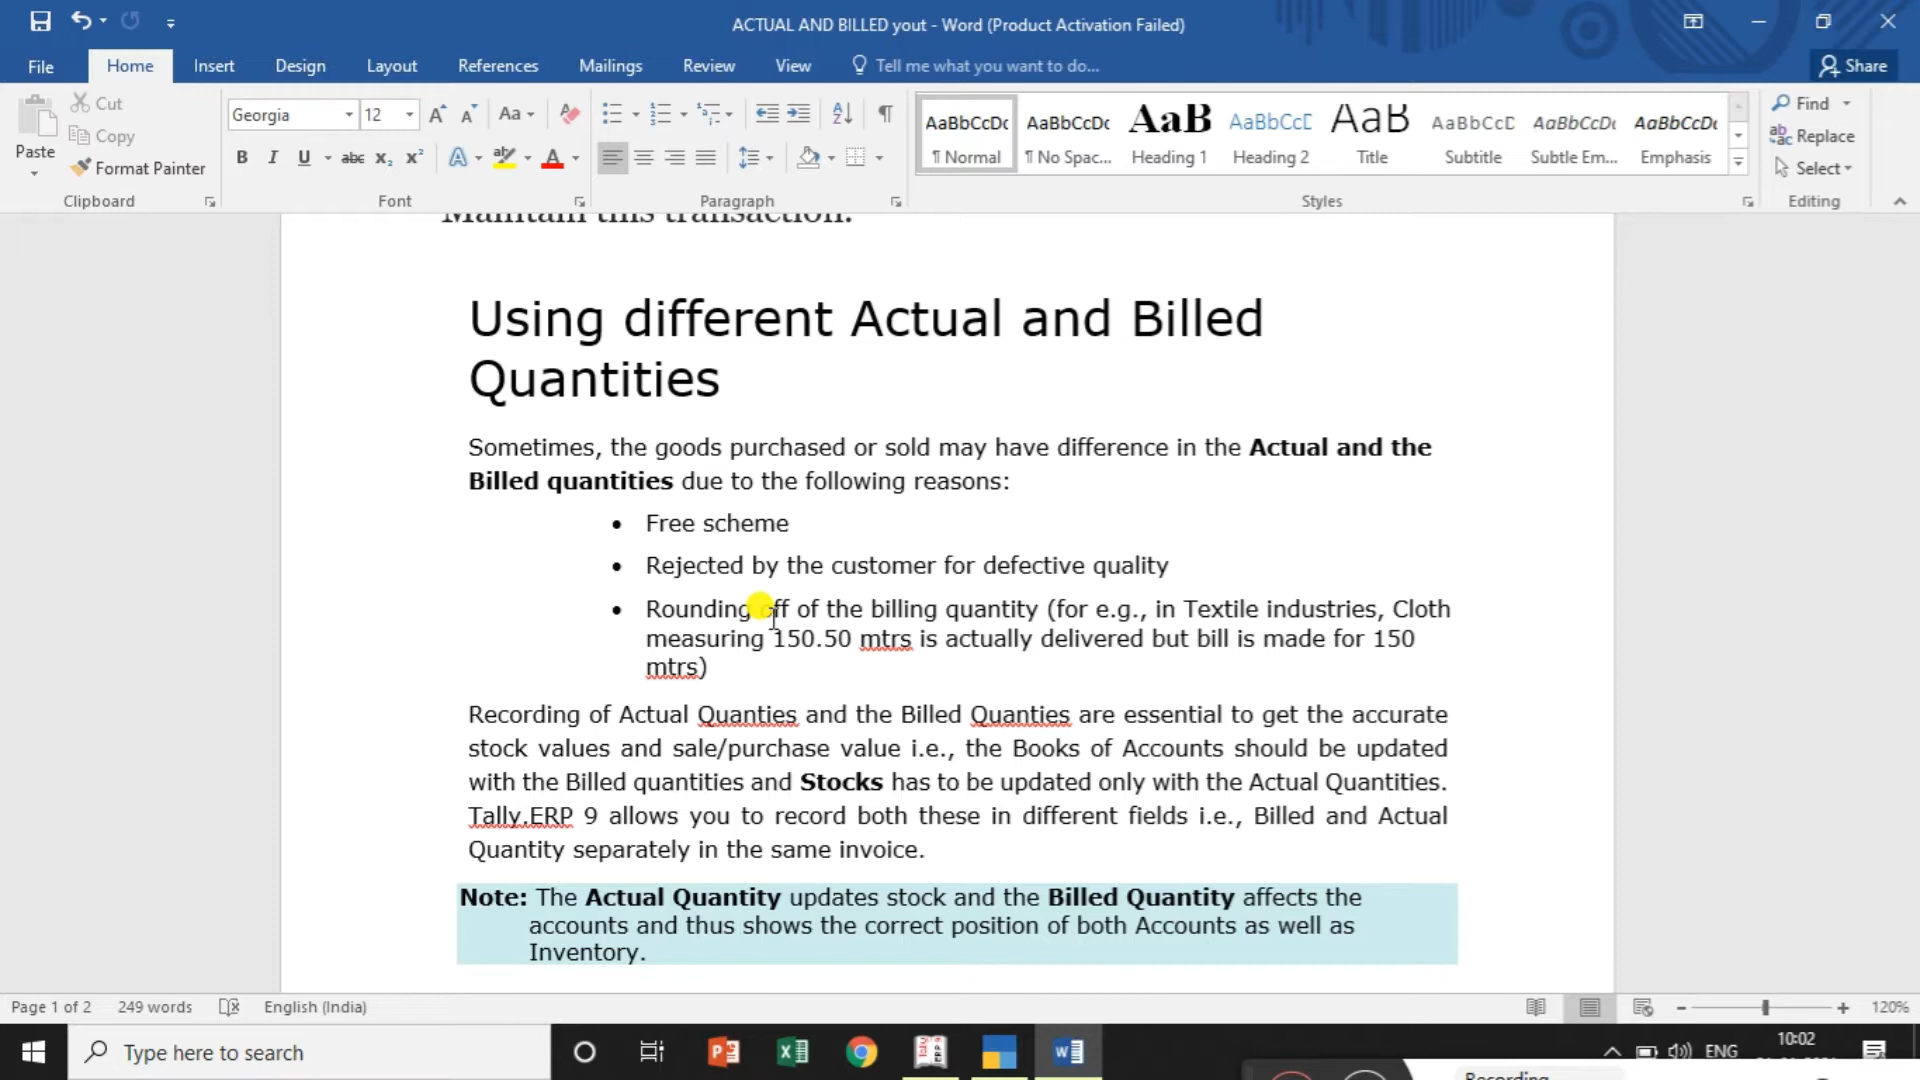 ACTUAL AND BILLED yout - Word (Product Activation Failed)
File Home Insert Design Layout References Mailings Review View Tell me what you want to do... Share
Paste Cut Copy Format Painter
Clipboard
Georgia 12 Aa
B I U abc X₂ X² A ab A
Font
Paragraph
AaBbCcDc AaBbCcDc AaB AaBbCcD AaB AaBbCcD AaBbCcDc AaBbCcDc
¶ Normal ¶ No Spac... Heading 1 Heading 2 Title Subtitle Subtle Em... Emphasis
Styles
Find
Replace
Select
Editing
Maintain this transaction.
Using different Actual and Billed
Quantities
Sometimes, the goods purchased or sold may have difference in the Actual and the
Billed quantities due to the following reasons:
• Free scheme
• Rejected by the customer for defective quality
• Rounding off of the billing quantity (for e.g., in Textile industries, Cloth
measuring 150.50 mtrs is actually delivered but bill is made for 150
mtrs)
Recording of Actual Quanties and the Billed Quanties are essential to get the accurate
stock values and sale/purchase value i.e., the Books of Accounts should be updated
with the Billed quantities and Stocks has to be updated only with the Actual Quantities.
Tally.ERP 9 allows you to record both these in different fields i.e., Billed and Actual
Quantity separately in the same invoice.
Note: The Actual Quantity updates stock and the Billed Quantity affects the
accounts and thus shows the correct position of both Accounts as well as
Inventory.
Page 1 of 2 249 words English (India) 120%
Type here to search ENG 10:02
Recording